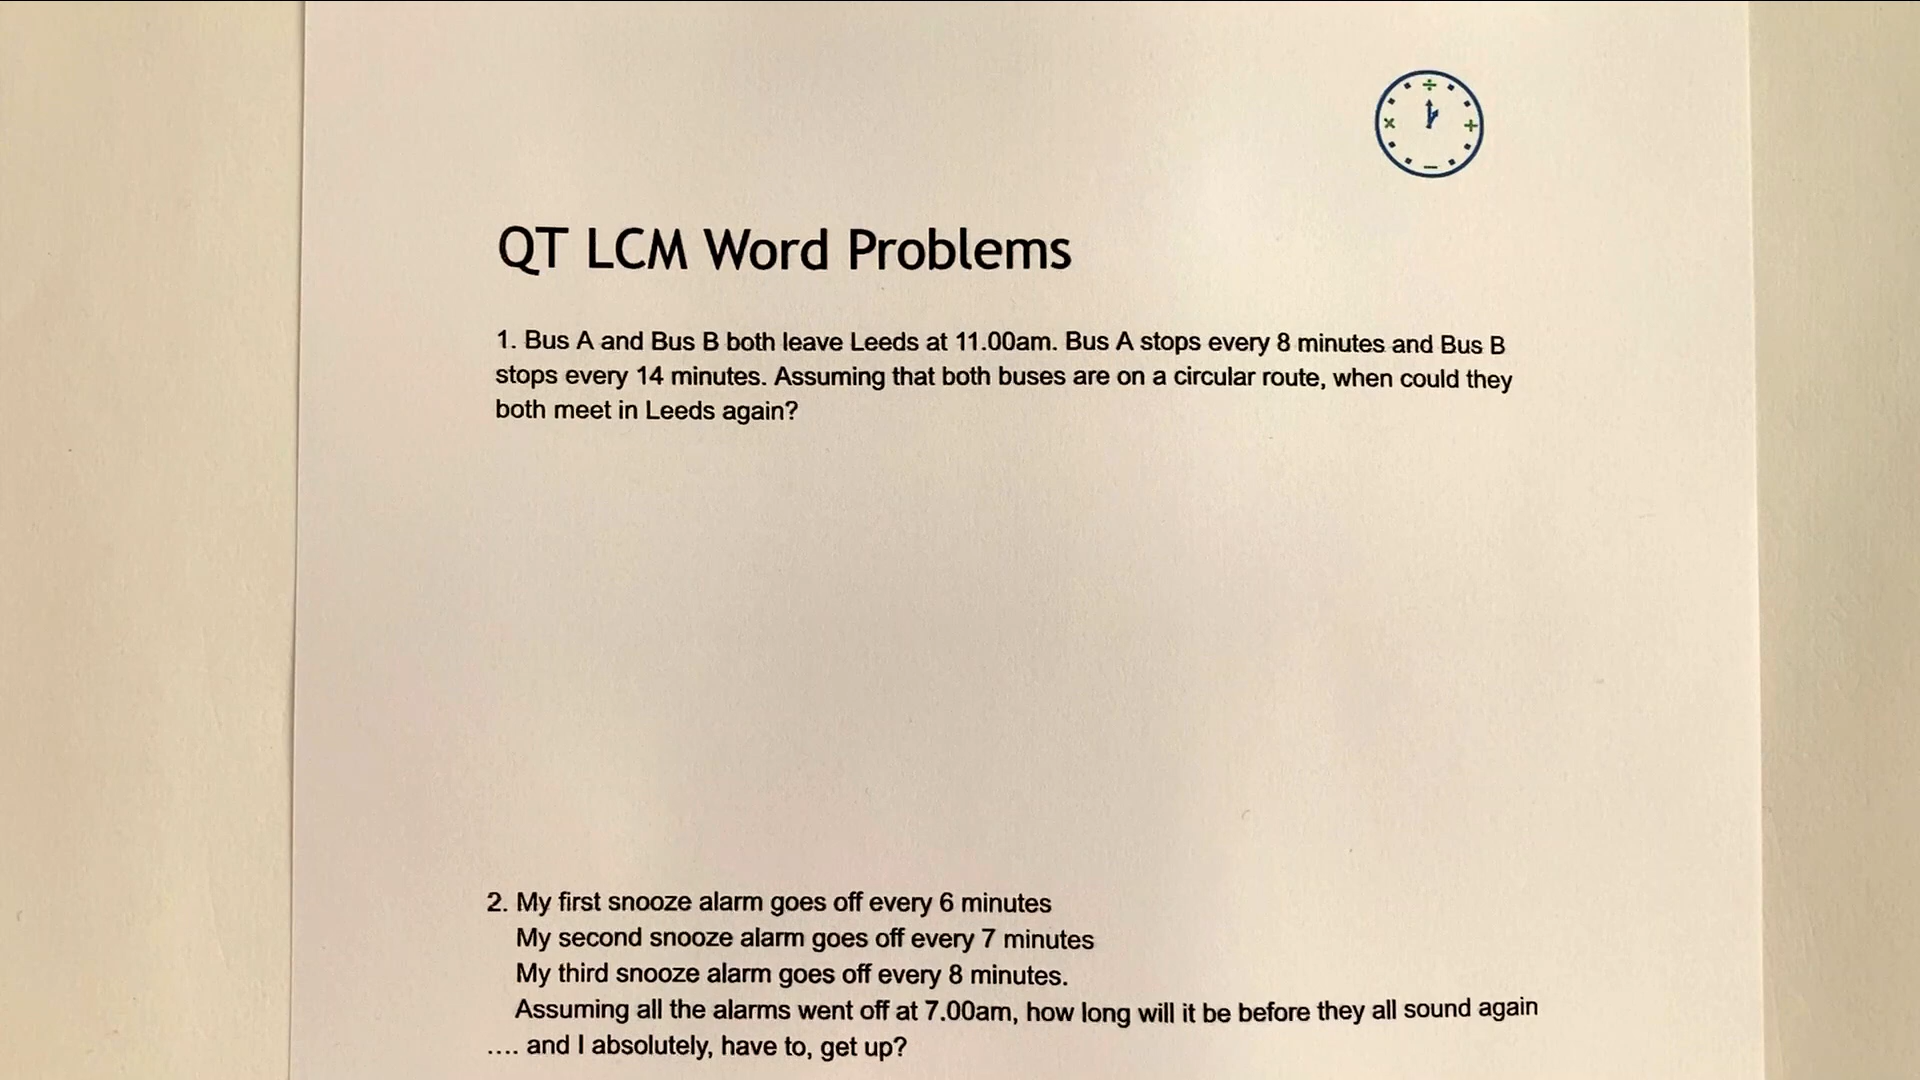 QT LCM Word Problems
1. Bus A and Bus B both leave Leeds at 11.00am. Bus A stops every 8 minutes and Bus B
stops every 14 minutes. Assuming that both buses are on a circular route, when could they
both meet in Leeds again?
2. My first snooze alarm goes off every 6 minutes
My second snooze alarm goes off every 7 minutes
My third snooze alarm goes off every 8 minutes.
Assuming all the alarms went off at 7.00am, how long will it be before they all sound again
.... and I absolutely, have to, get up?